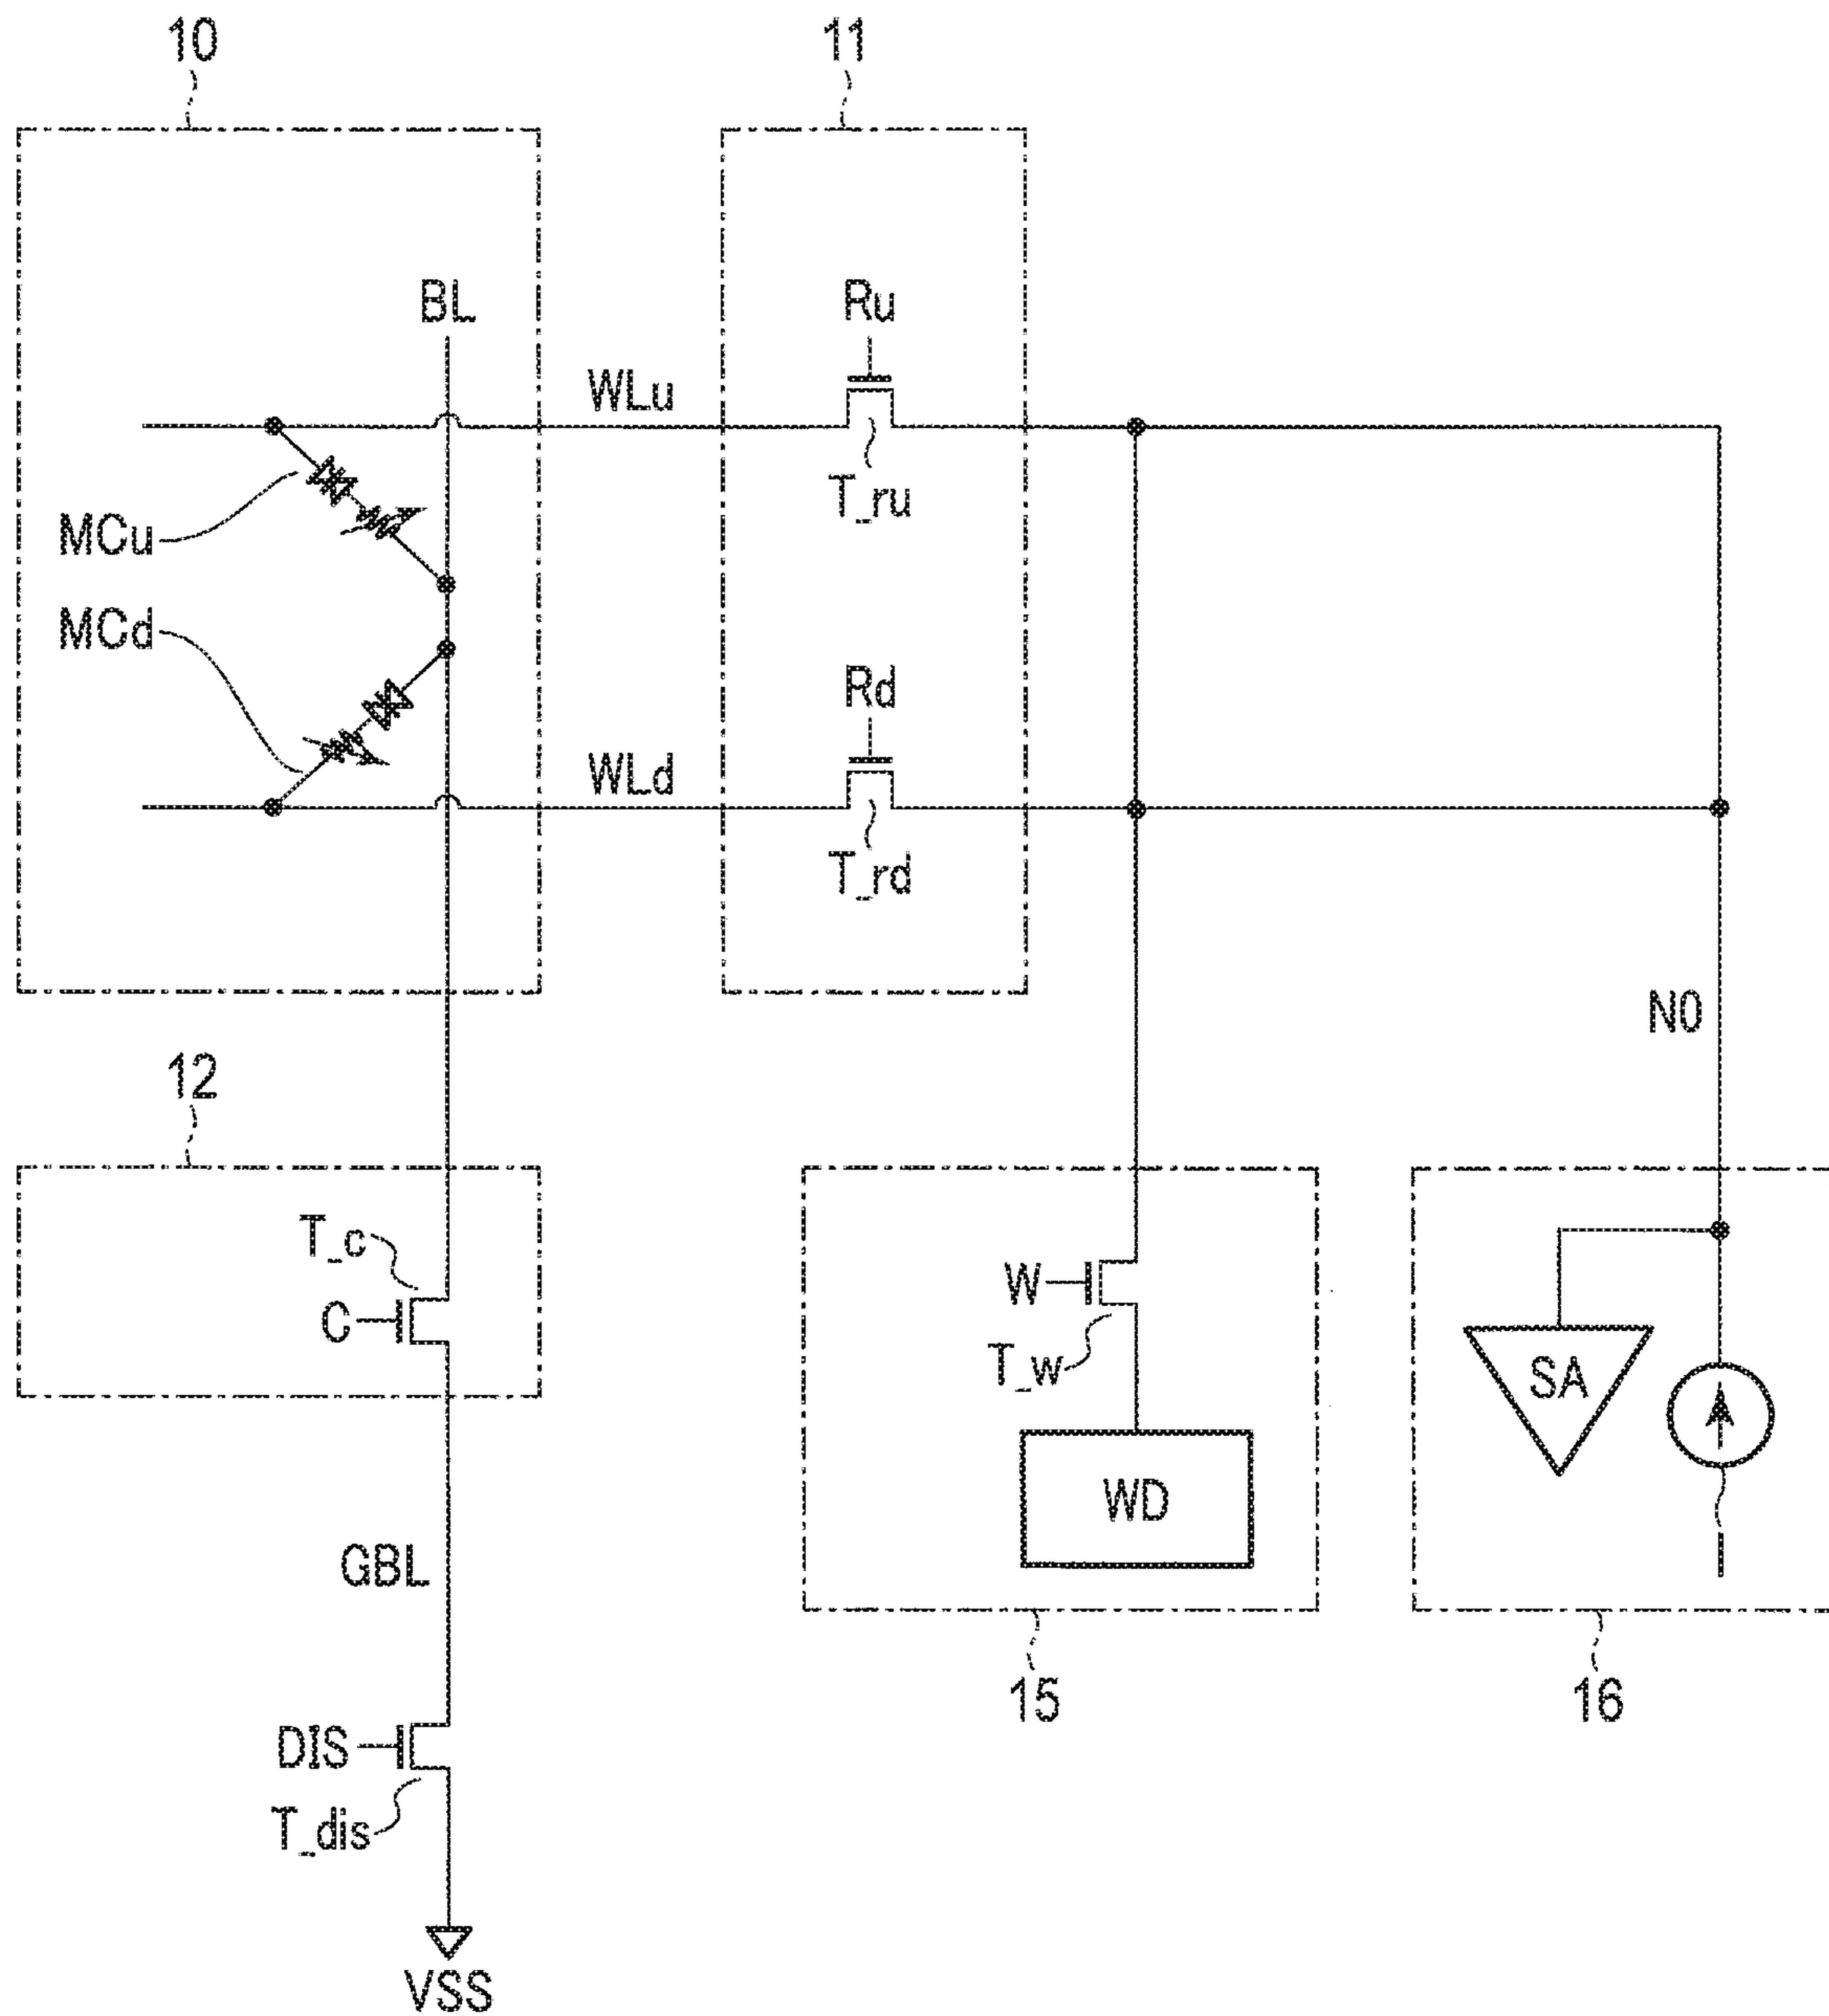 10
11
BL
Ru
WLu
T_ru
MCu
MCd
Rd
WLd
T_rd
N0
12
T_c
C
W
T_w
SA
WD
GBL
15
16
DIS
T_dis
VSS